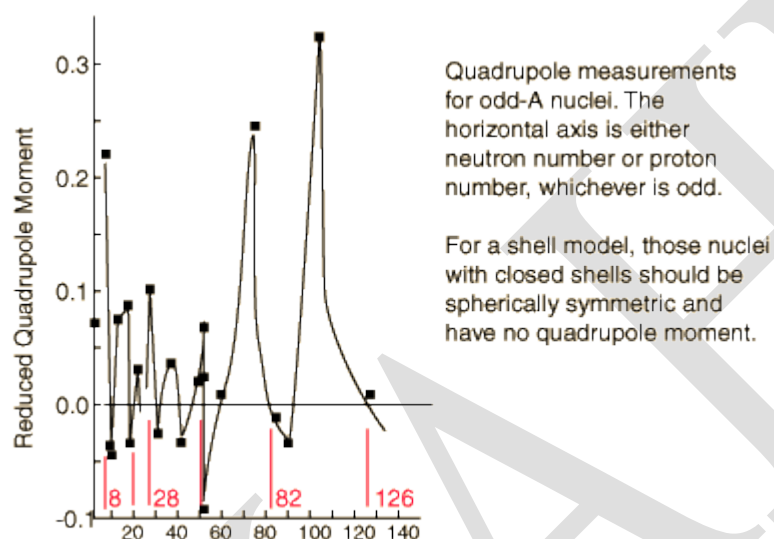 Quadrupole measurements
for odd-A nuclei. The
horizontal axis is either
neutron number or proton
number, whichever is odd.
For a shell model, those nuclei
with closed shells should be
spherically symmetric and
have no quadrupole moment.
Reduced Quadrupole Moment
0.3
0.2
0.1
0.0
-0.1
8
28
82
126
20 40 60 80 100 120 140